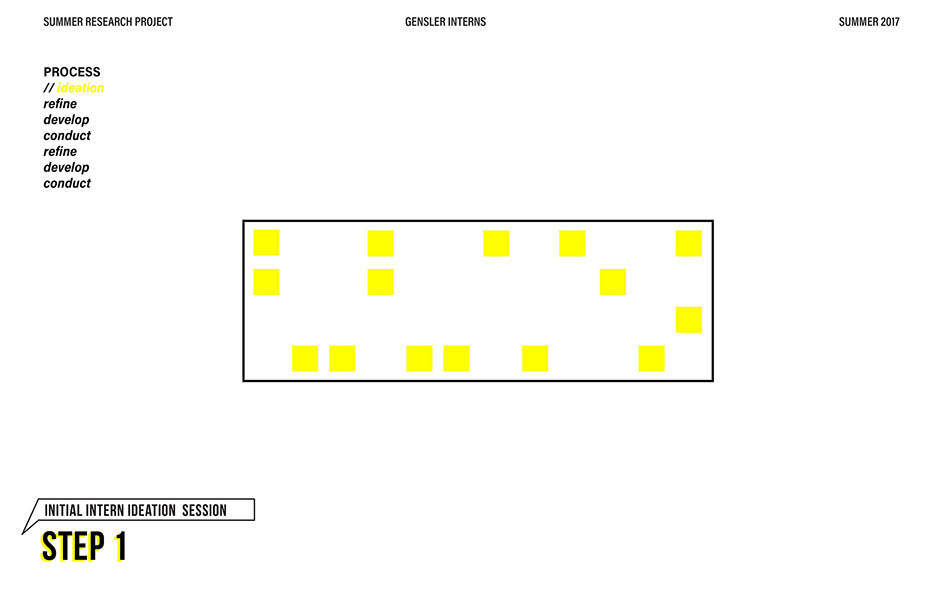 SUMMER RESEARCH PROJECT
GENSLER INTERNS
SUMMER 2017
PROCESS
// ideation
refine
develop
conduct
refine
develop
conduct
INITIAL INTERN IDEATION SESSION
STEP 1